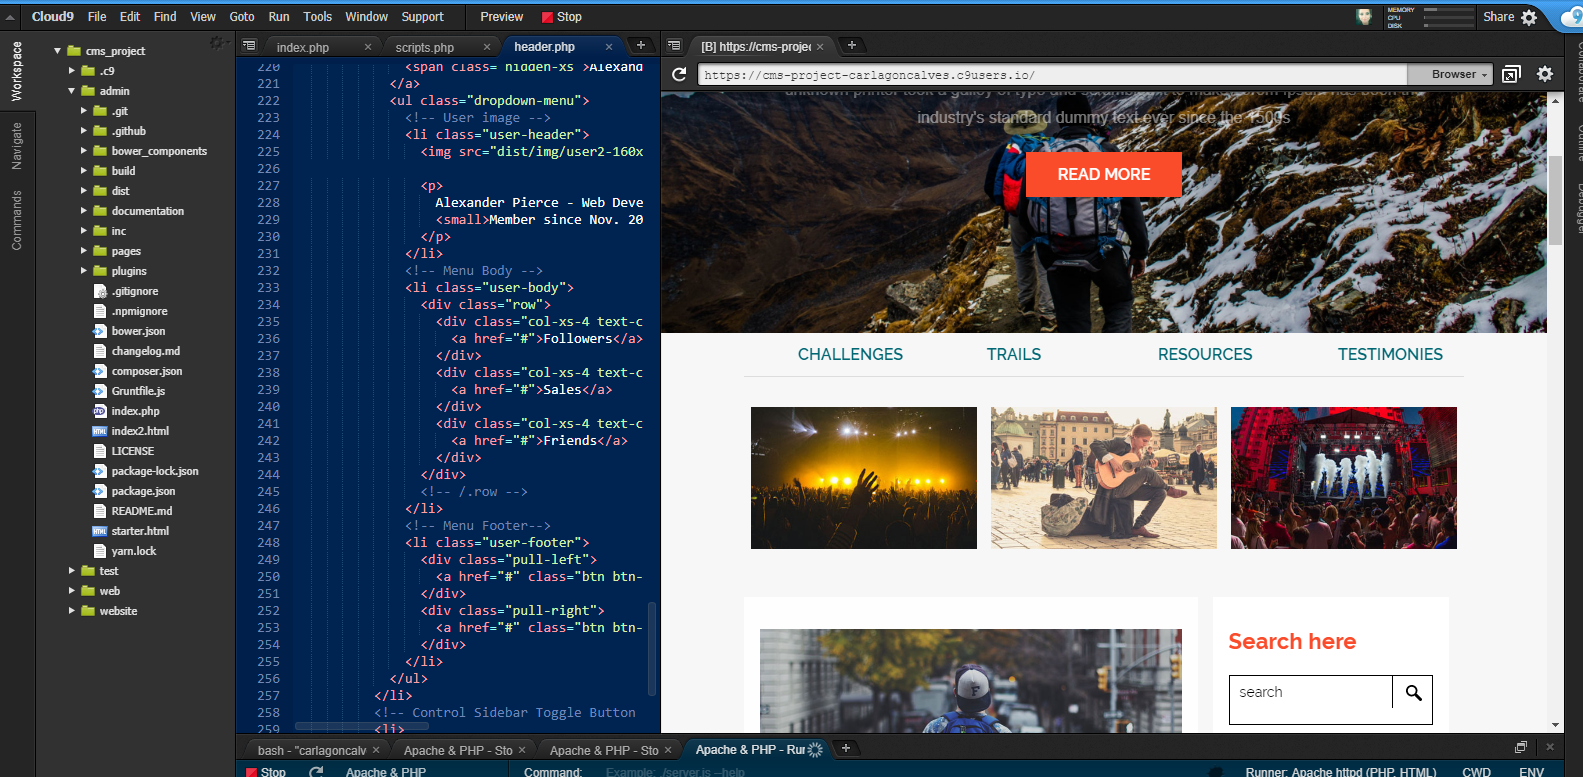 Cloud9 File Edit Find View Goto Run Tools Window Support Preview Stop MEMORY CPU DISK Share
Workspace
Navigate
Commands
cms_project
.c9
admin
.git
.github
bower_components
build
dist
documentation
inc
pages
plugins
.gitignore
.npmignore
bower.json
changelog.md
composer.json
Gruntfile.js
index.php
index2.html
LICENSE
package-lock.json
package.json
README.md
starter.html
yarn.lock
test
web
website
index.php scripts.php header.php
220 <span class="hidden-xs">Alexand
221 </a>
222 <ul class="dropdown-menu">
223 <!-- User image -->
224 <li class="user-header">
225 <img src="dist/img/user2-160x
226
227 <p>
228 Alexander Pierce - Web Deve
229 <small>Member since Nov. 20
230 </p>
231 </li>
232 <!-- Menu Body -->
233 <li class="user-body">
234 <div class="row">
235 <div class="col-xs-4 text-c
236 <a href="#">Followers</a>
237 </div>
238 <div class="col-xs-4 text-c
239 <a href="#">Sales</a>
240 </div>
241 <div class="col-xs-4 text-c
242 <a href="#">Friends</a>
243 </div>
244 </div>
245 <!-- /.row -->
246 </li>
247 <!-- Menu Footer-->
248 <li class="user-footer">
249 <div class="pull-left">
250 <a href="#" class="btn btn-
251 </div>
252 <div class="pull-right">
253 <a href="#" class="btn btn-
254 </div>
255 </li>
256 </ul>
257 </li>
258 <!-- Control Sidebar Toggle Button
259 <li>
[B] https://cms-projec
https://cms-project-carlagoncalves.c9users.io/ Browser
industry's standard dummy text ever since the 1500s
READ MORE
CHALLENGES TRAILS RESOURCES TESTIMONIES
Search here
search
Collaborate
Outline
Debugger
bash - "carlagoncalv Apache & PHP - Sto Apache & PHP - Sto Apache & PHP - Run
Stop Apache & PHP Command: Example: ./server.js --help Runner: Apache httpd (PHP, HTML) CWD ENV